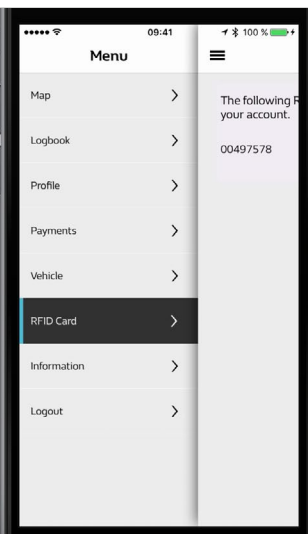 09:41
100 %
Menu
Map
Logbook
Profile
Payments
Vehicle
RFID Card
Information
Logout
The following R
your account.
00497578